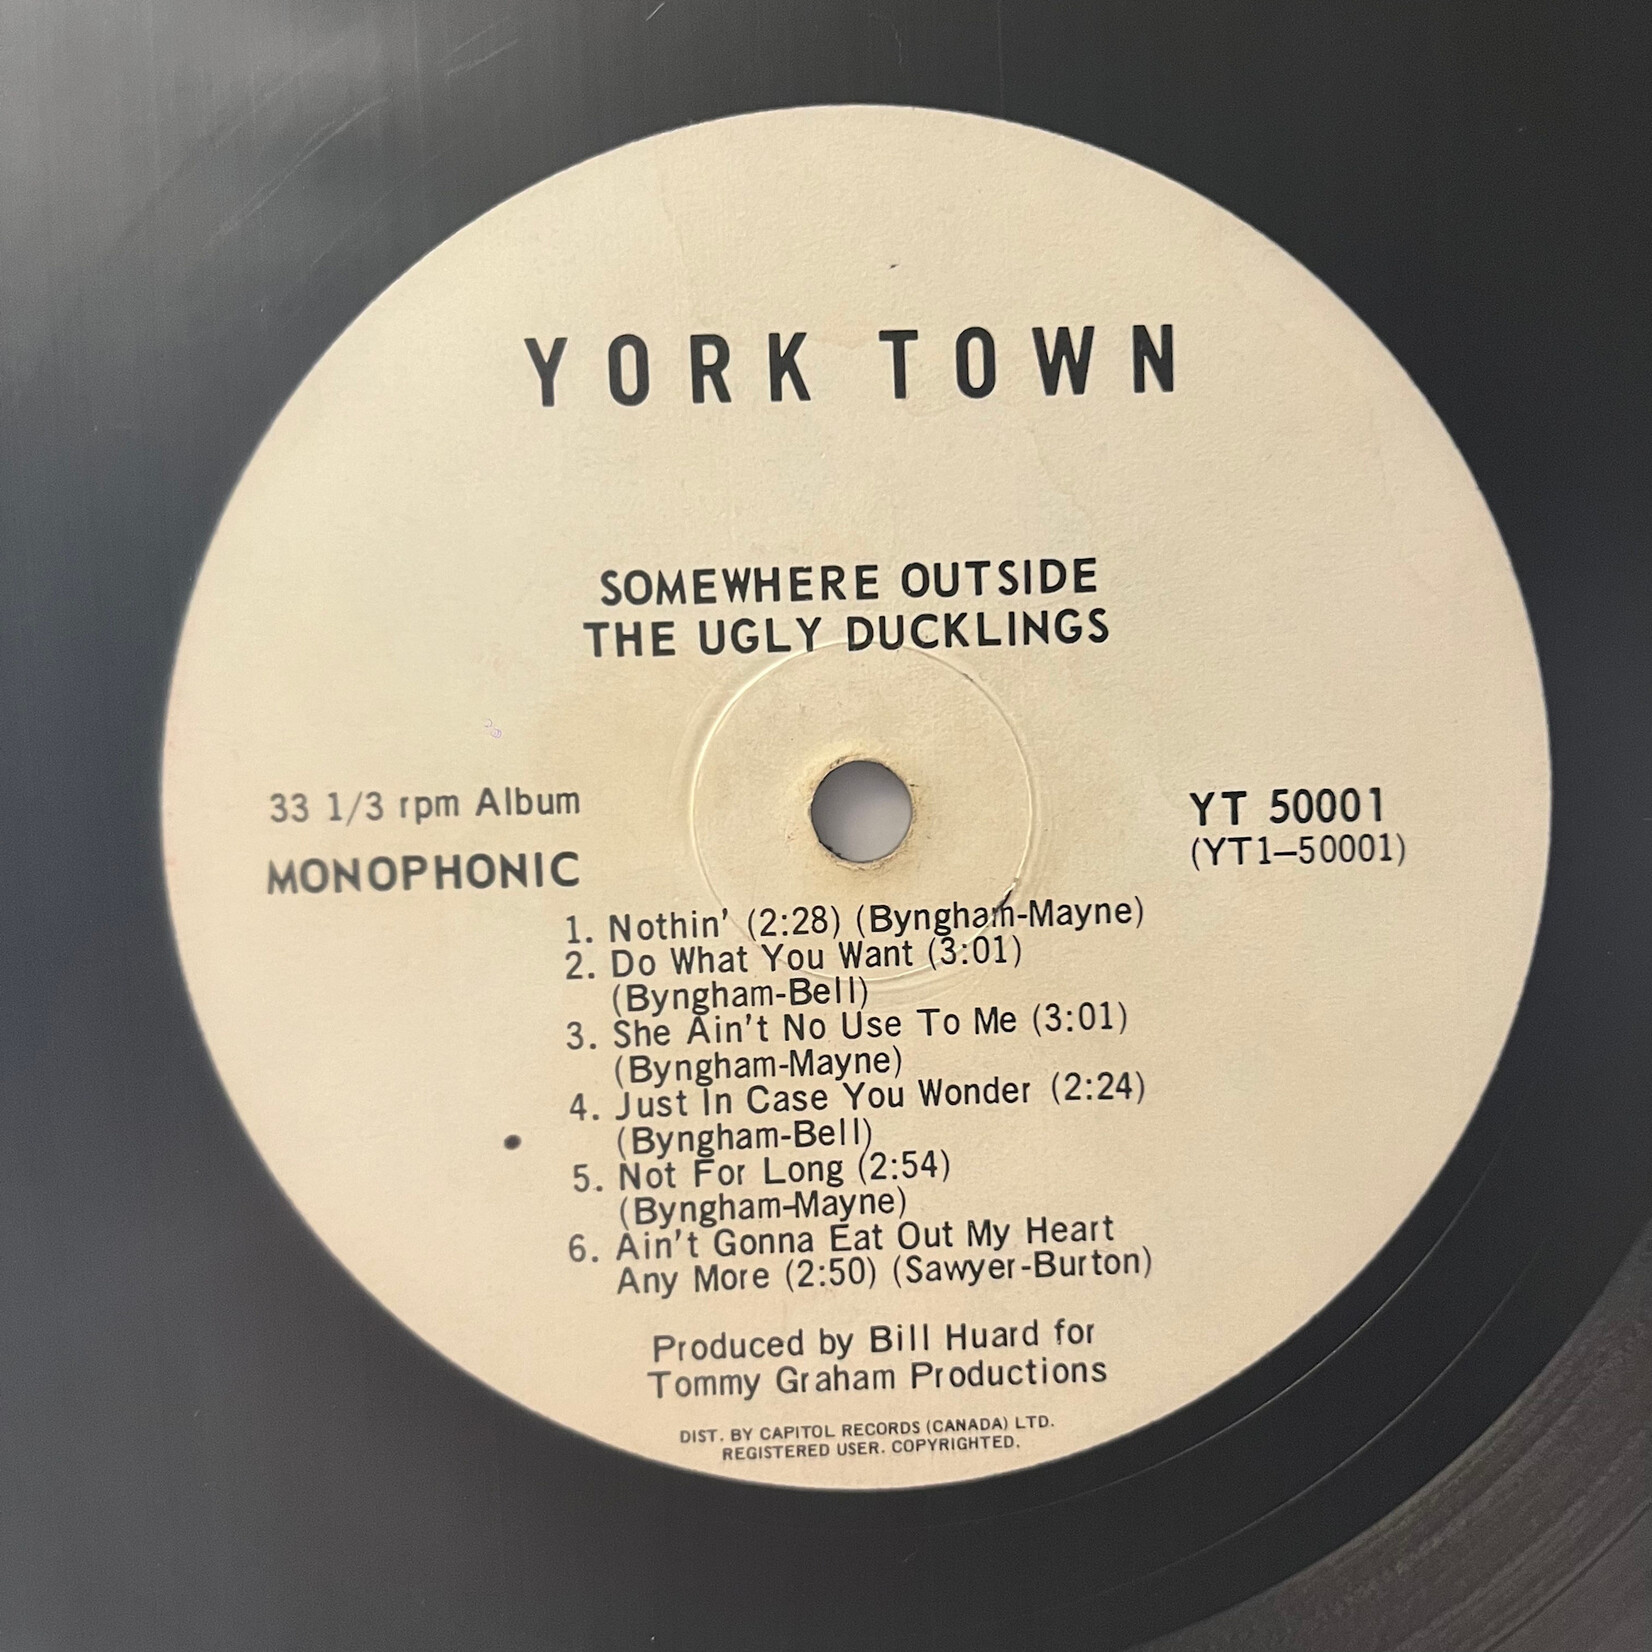 YORK TOWN
SOMEWHERE OUTSIDE
THE UGLY DUCKLINGS
33 1/3 rpm Album
MONOPHONIC
YT 50001
(YT1–50001)
1. Nothin' (2:28) (Byngham-Mayne)
2. Do What You Want (3:01)
(Byngham-Bell)
3. She Ain't No Use To Me (3:01)
(Byngham-Mayne)
4. Just In Case You Wonder (2:24)
(Byngham-Bell)
5. Not For Long (2:54)
(Byngham-Mayne)
6. Ain't Gonna Eat Out My Heart
Any More (2:50) (Sawyer-Burton)
Produced by Bill Huard for
Tommy Graham Productions
DIST. BY CAPITOL RECORDS (CANADA) LTD.
REGISTERED USER. COPYRIGHTED.